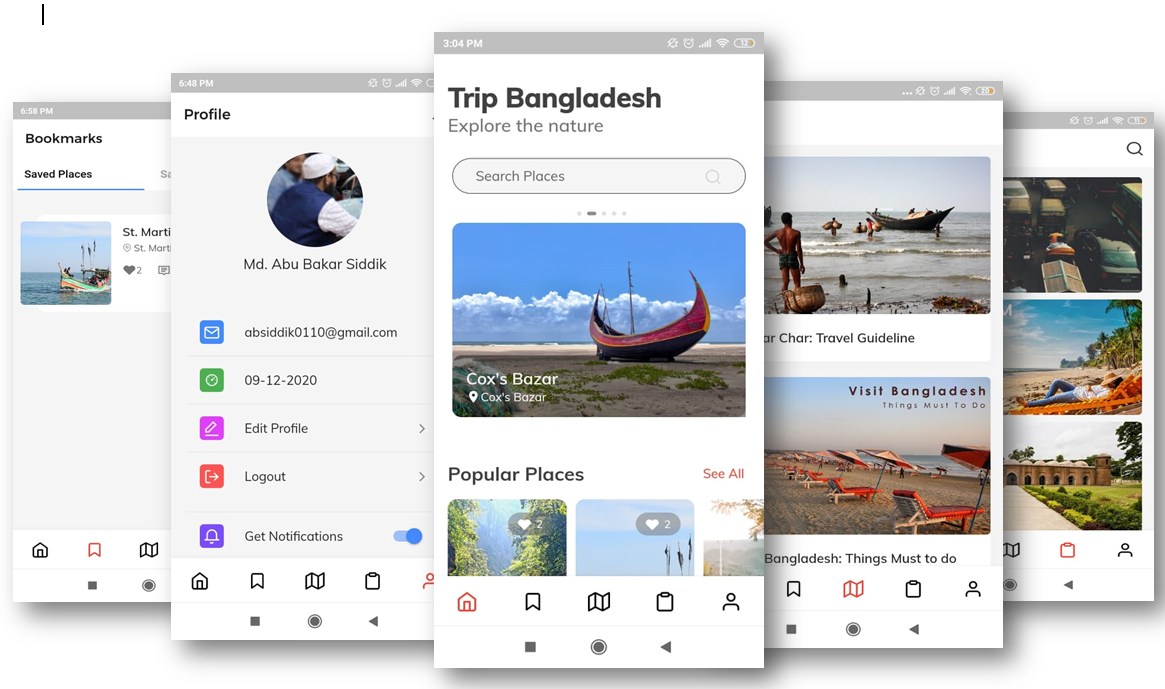 6:58 PM
Bookmarks
Saved Places
St. Marti
St. Marti
2
6:48 PM
Profile
Md. Abu Bakar Siddik
absiddik0110@gmail.com
09-12-2020
Edit Profile
Logout
Get Notifications
3:04 PM
12
Trip Bangladesh
Explore the nature
Search Places
Cox's Bazar
Cox's Bazar
Popular Places
See All
2
2
20
ar Char: Travel Guideline
Visit Bangladesh
Things Must To Do
Bangladesh: Things Must to do
11